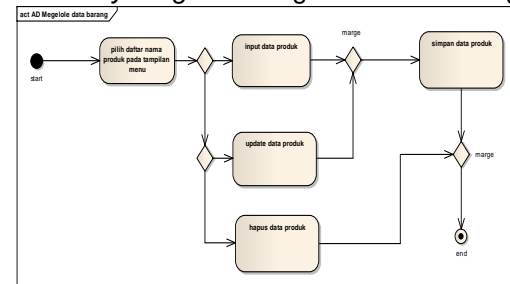 act AD Megelole data barang
marge
pilih daftar nama
produk pada tampilan
menu
input data produk
simpan data produk
start
update data produk
marge
hapus data produk
end